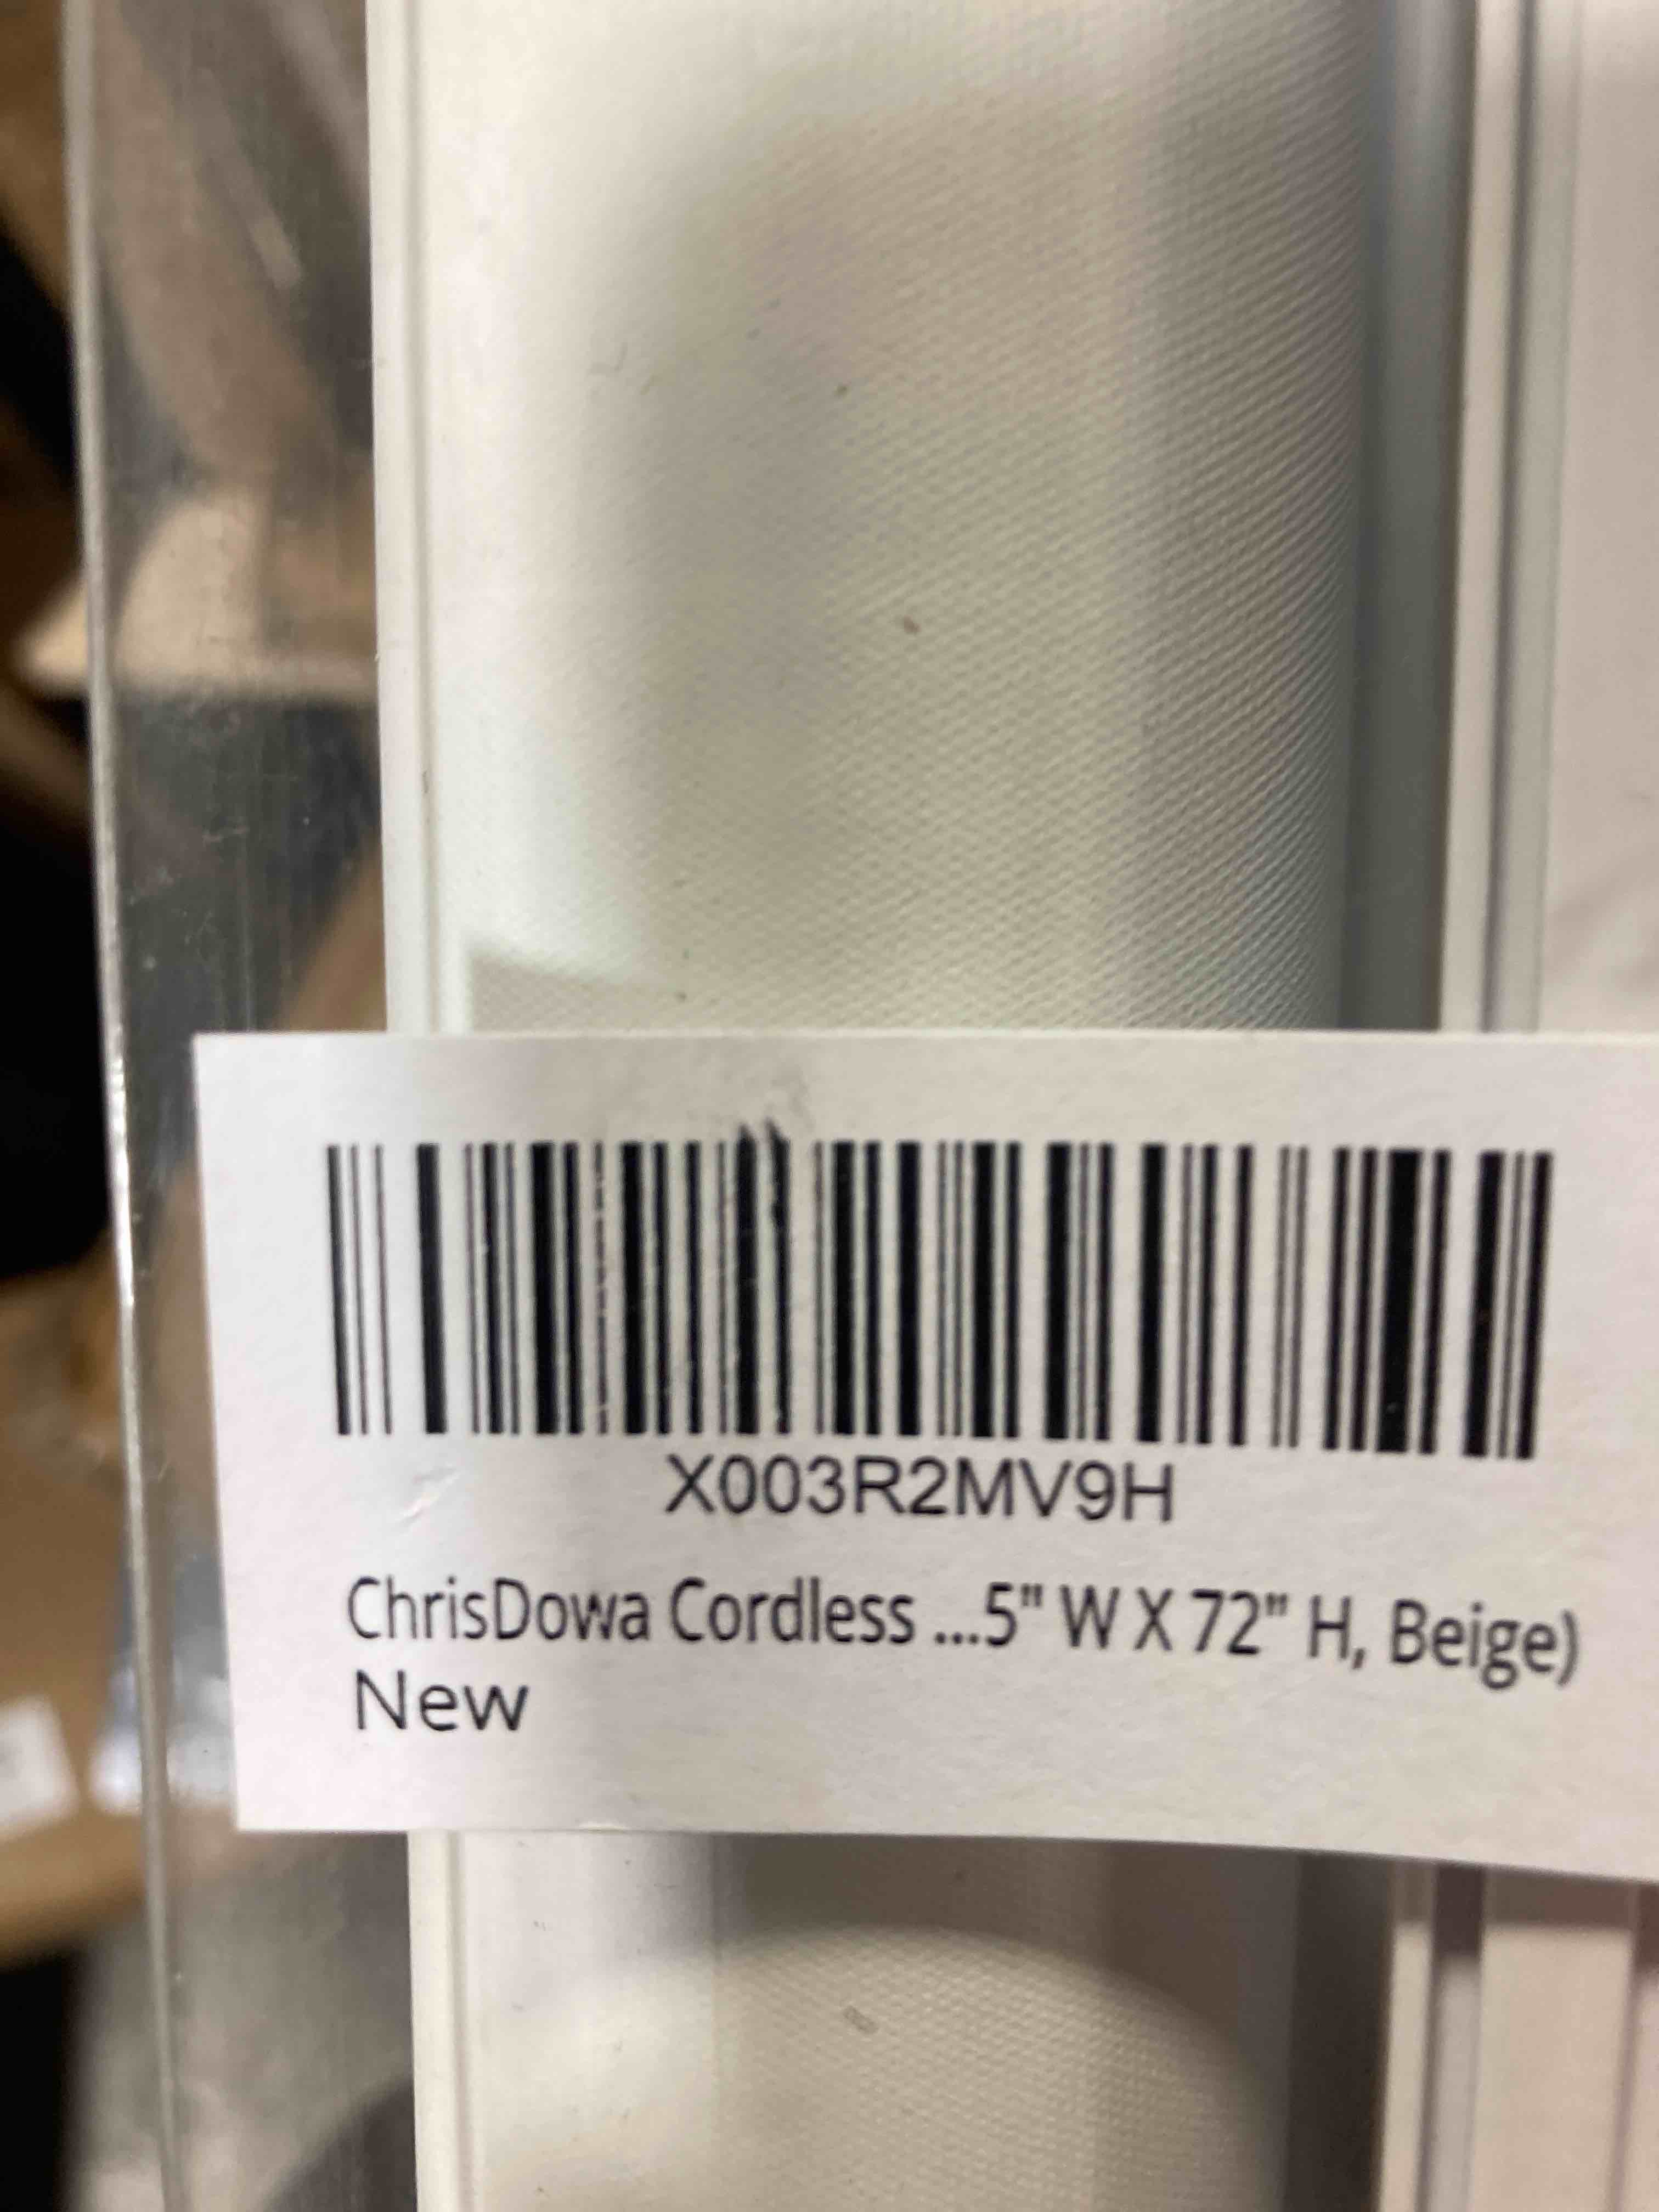 X003R2MV9H
ChrisDowa Cordless ...5" W X 72" H, Beige)
New